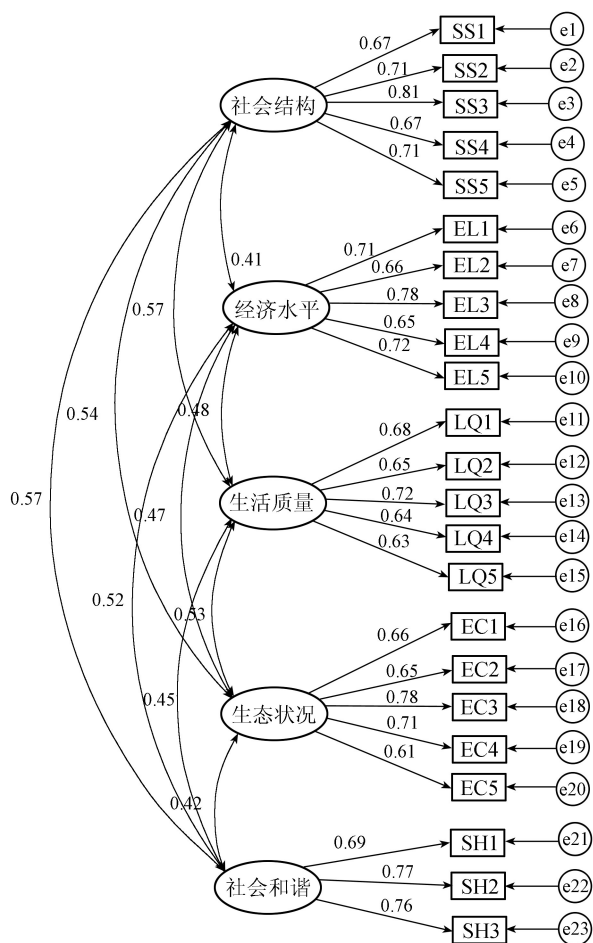 0.67 SS1 e1
0.71 SS2 e2
社会结构 0.81 SS3 e3
0.67 SS4 e4
0.71 SS5 e5
0.71 EL1 e6
0.41 0.66 EL2 e7
0.57 经济水平 0.78 EL3 e8
0.65 EL4 e9
0.72 EL5 e10
0.54 0.48 0.68 LQ1 e11
0.65 LQ2 e12
0.57 0.47 生活质量 0.72 LQ3 e13
0.64 LQ4 e14
0.63 LQ5 e15
0.52 0.53 0.66 EC1 e16
0.65 EC2 e17
0.45 生态状况 0.78 EC3 e18
0.71 EC4 e19
0.61 EC5 e20
0.42 0.69 SH1 e21
社会和谐 0.77 SH2 e22
0.76 SH3 e23